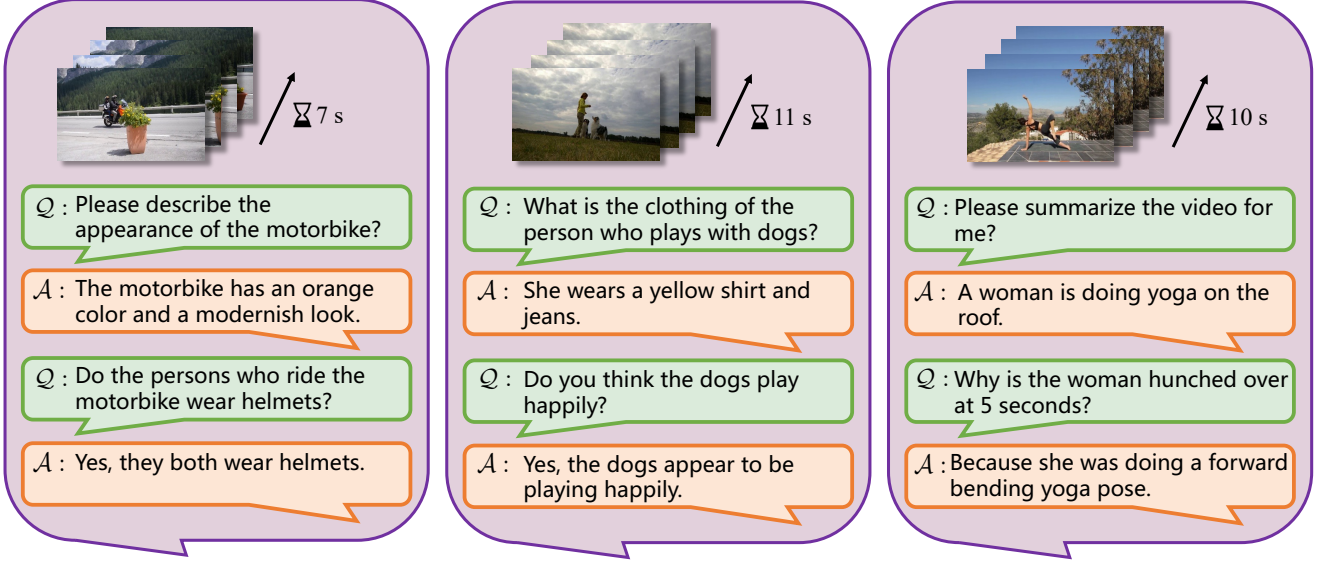 7 s
Q : Please describe the
appearance of the motorbike?
A : The motorbike has an orange
color and a modernish look.
Q : Do the persons who ride the
motorbike wear helmets?
A : Yes, they both wear helmets.
11 s
Q : What is the clothing of the
person who plays with dogs?
A : She wears a yellow shirt and
jeans.
Q : Do you think the dogs play
happily?
A : Yes, the dogs appear to be
playing happily.
10 s
Q : Please summarize the video for
me?
A : A woman is doing yoga on the
roof.
Q : Why is the woman hunched over
at 5 seconds?
A : Because she was doing a forward
bending yoga pose.